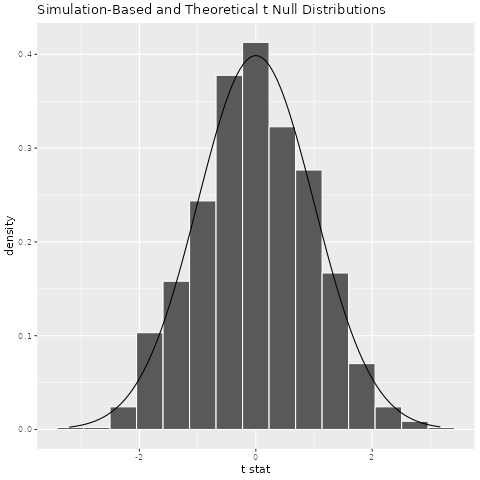 Simulation-Based and Theoretical t Null Distributions
0.4
0.3
0.2
0.1
0.0
density
-2
0
2
t stat